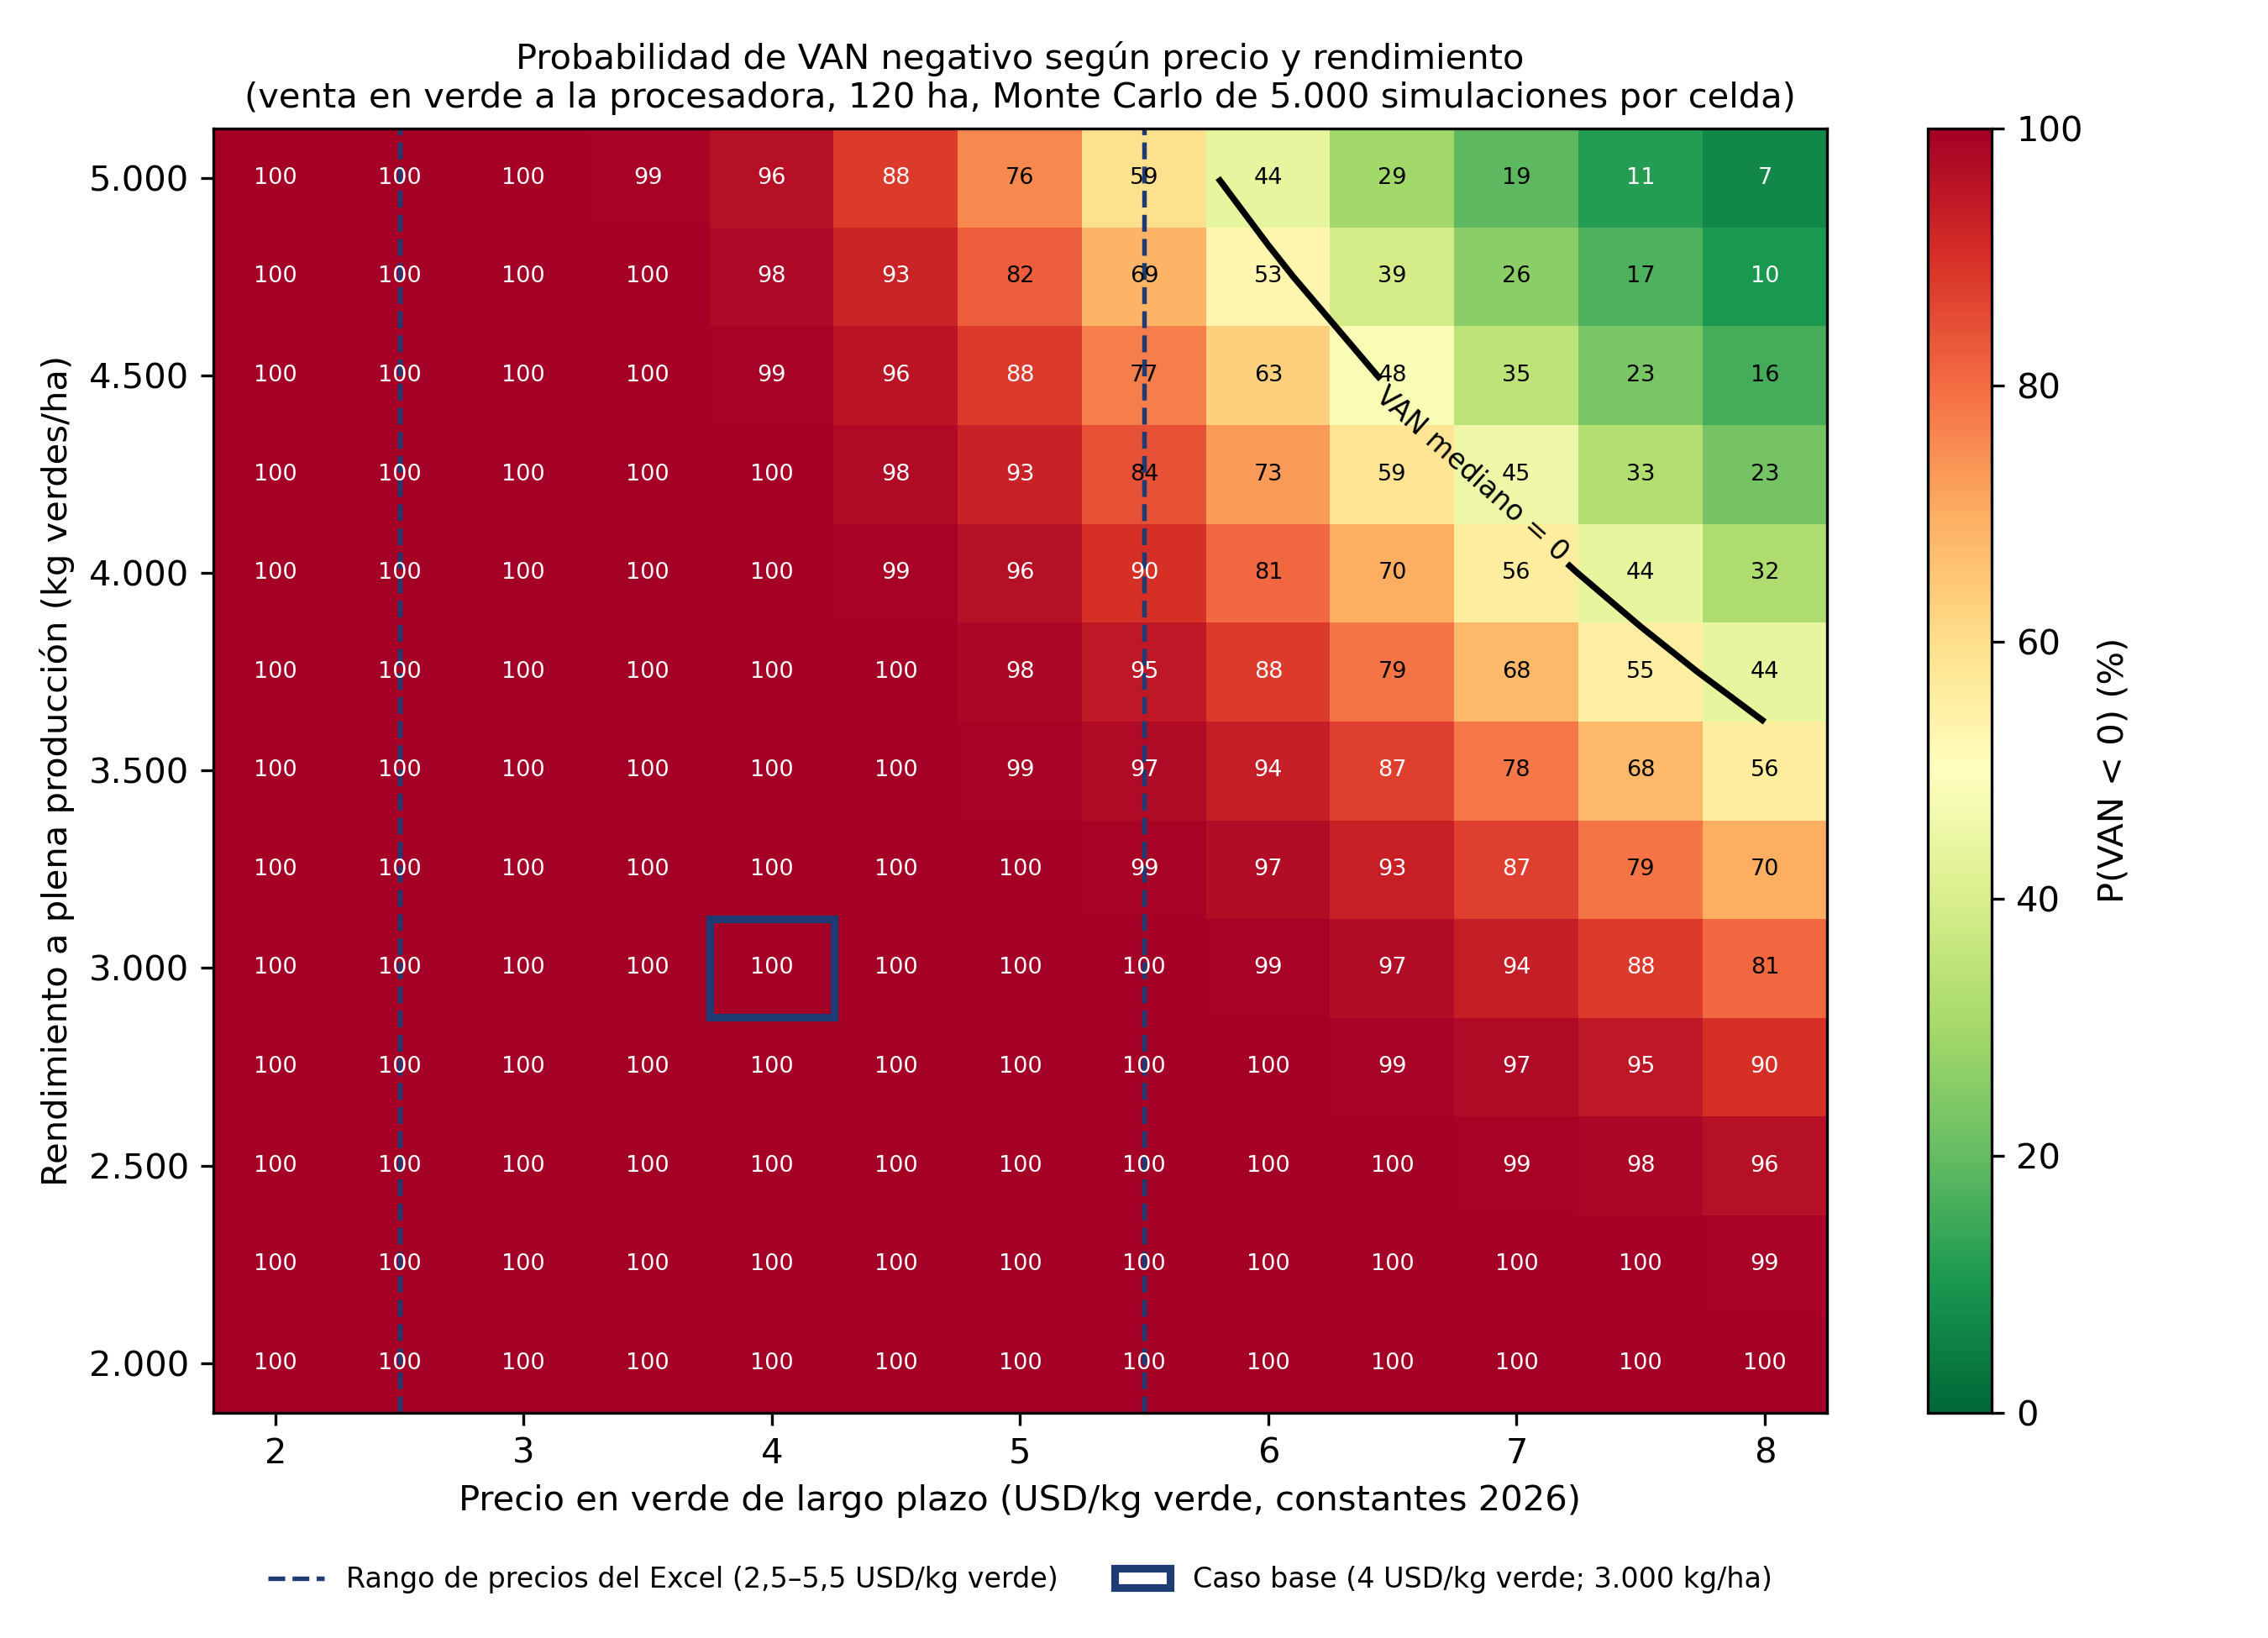 Probabilidad de VAN negativo según precio y rendimiento
(venta en verde a la procesadora, 120 ha, Monte Carlo de 5.000 simulaciones por celda)
Rendimiento a plena producción (kg verdes/ha)
5.000 100 100 100 99 96 88 76 59 44 29 19 11 7
100 100 100 100 98 93 82 69 53 39 26 17 10
4.500 100 100 100 100 99 96 88 77 63 48 35 23 16
VAN mediano = 0
100 100 100 100 100 98 93 84 73 59 45 33 23
4.000 100 100 100 100 100 99 96 90 81 70 56 44 32
100 100 100 100 100 100 98 95 88 79 68 55 44
3.500 100 100 100 100 100 100 99 97 94 87 78 68 56
100 100 100 100 100 100 100 99 97 93 87 79 70
3.000 100 100 100 100 100 100 100 100 99 97 94 88 81
100 100 100 100 100 100 100 100 100 99 97 95 90
2.500 100 100 100 100 100 100 100 100 100 100 99 98 96
100 100 100 100 100 100 100 100 100 100 100 100 99
2.000 100 100 100 100 100 100 100 100 100 100 100 100 100
2 3 4 5 6 7 8
Precio en verde de largo plazo (USD/kg verde, constantes 2026)
100
80
60
40
20
0
P(VAN < 0) (%)
Rango de precios del Excel (2,5–5,5 USD/kg verde)
Caso base (4 USD/kg verde; 3.000 kg/ha)